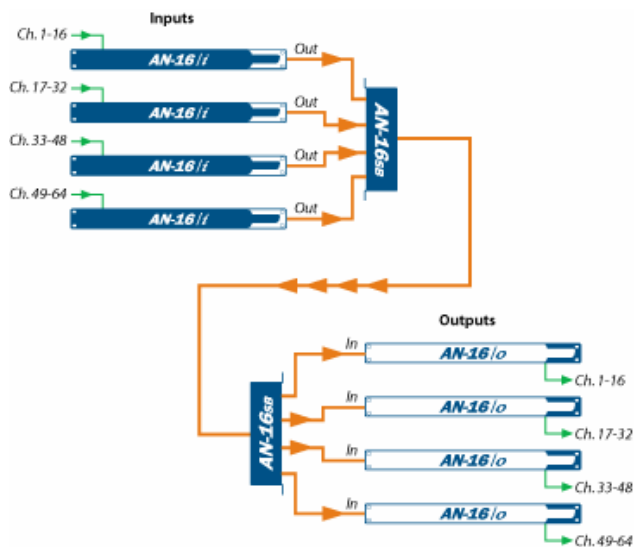 Inputs
Ch. 1-16
Out
AN-16/i
Ch. 17-32
Out
AN-16/i
Ch. 33-48
Out
AN-16/i
Ch. 49-64
Out
AN-16/i
AN-16SB
Outputs
In
AN-16/o
Ch. 1-16
In
AN-16/o
Ch. 17-32
AN-16SB
In
AN-16/o
Ch. 33-48
In
AN-16/o
Ch. 49-64